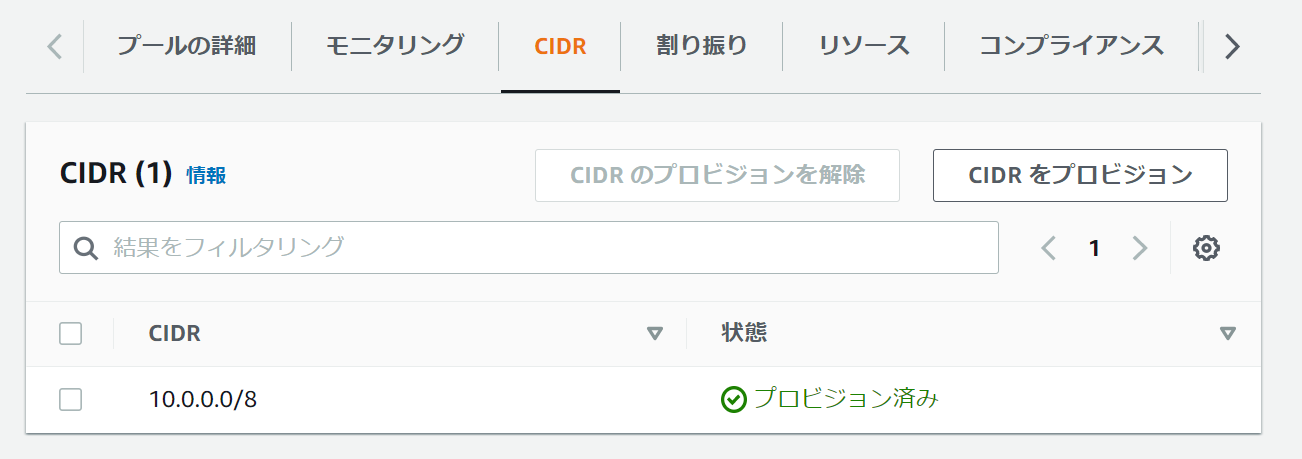 プールの詳細 モニタリング CIDR 割り振り リソース コンプライアンス
CIDR (1) 情報 CIDR のプロビジョンを解除 CIDR をプロビジョン
結果をフィルタリング 1
CIDR 状態
10.0.0.0/8 プロビジョン済み